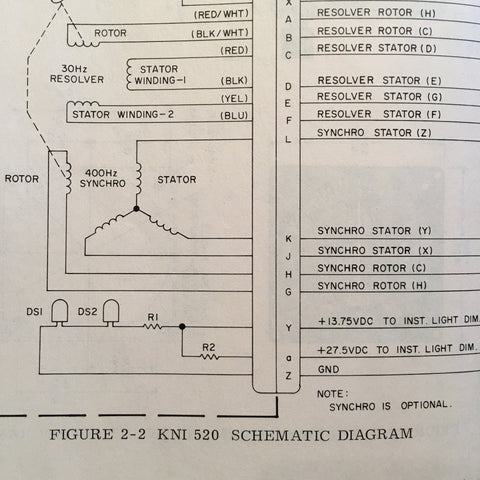 X
(RED/WHT) A RESOLVER ROTOR (H)
ROTOR (BLK/WHT) B RESOLVER ROTOR (C)
(RED) C RESOLVER STATOR (D)
30Hz RESOLVER
STATOR WINDING-1
(BLK) D RESOLVER STATOR (E)
(YEL) E RESOLVER STATOR (G)
STATOR WINDING-2 (BLU) F RESOLVER STATOR (F)
L SYNCHRO STATOR (Z)
ROTOR
400Hz SYNCHRO
STATOR
K SYNCHRO STATOR (Y)
J SYNCHRO STATOR (X)
H SYNCHRO ROTOR (C)
G SYNCHRO ROTOR (H)
DS1 DS2 R1 Y +13.75VDC TO INST. LIGHT DIM.
R2 a +27.5VDC TO INST. LIGHT DIM.
Z GND
NOTE:
SYNCHRO IS OPTIONAL.
FIGURE 2-2 KNI 520 SCHEMATIC DIAGRAM